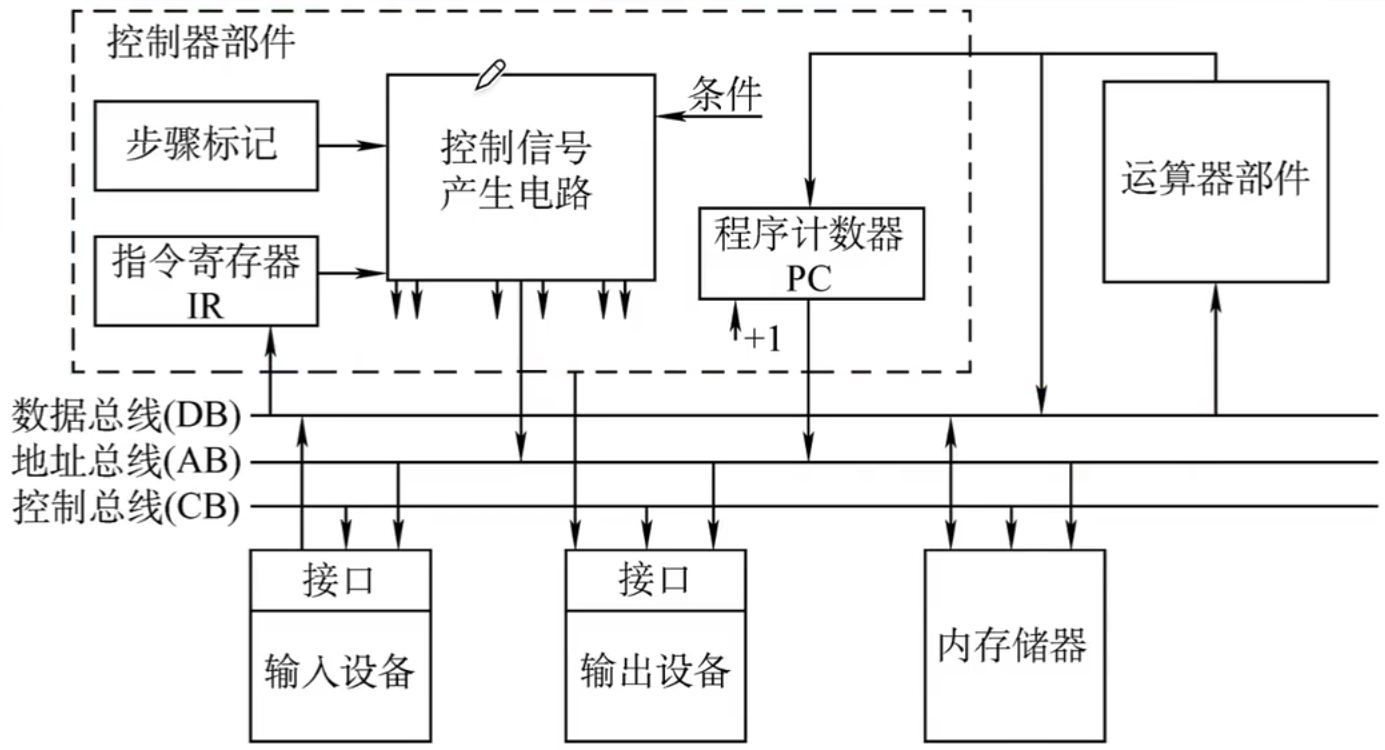 控制器部件
步骤标记
控制信号
产生电路
条件
指令寄存器
IR
程序计数器
PC
+1
运算器部件
数据总线(DB)
地址总线(AB)
控制总线(CB)
接口
输入设备
接口
输出设备
内存储器